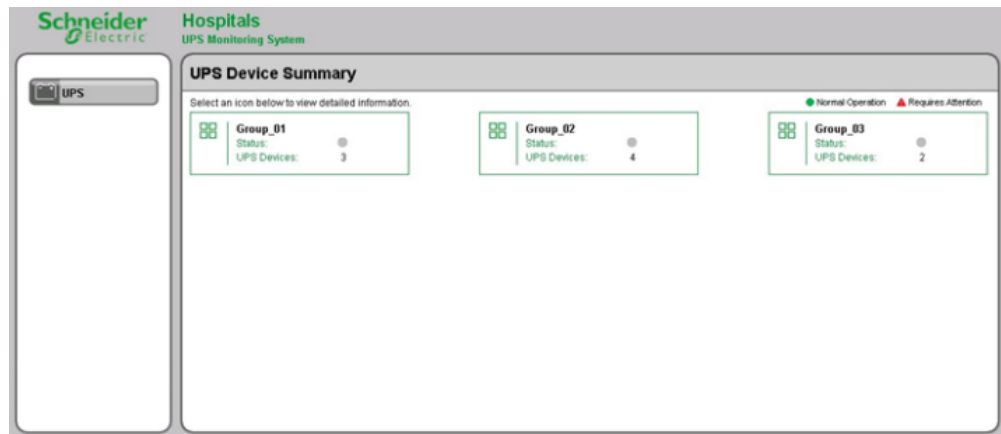 Schneider
Electric
Hospitals
UPS Monitoring System
UPS
UPS Device Summary
Select an icon below to view detailed information.
Normal Operation Requires Attention
Group_01
Status:
UPS Devices: 3
Group_02
Status:
UPS Devices: 4
Group_03
Status:
UPS Devices: 2